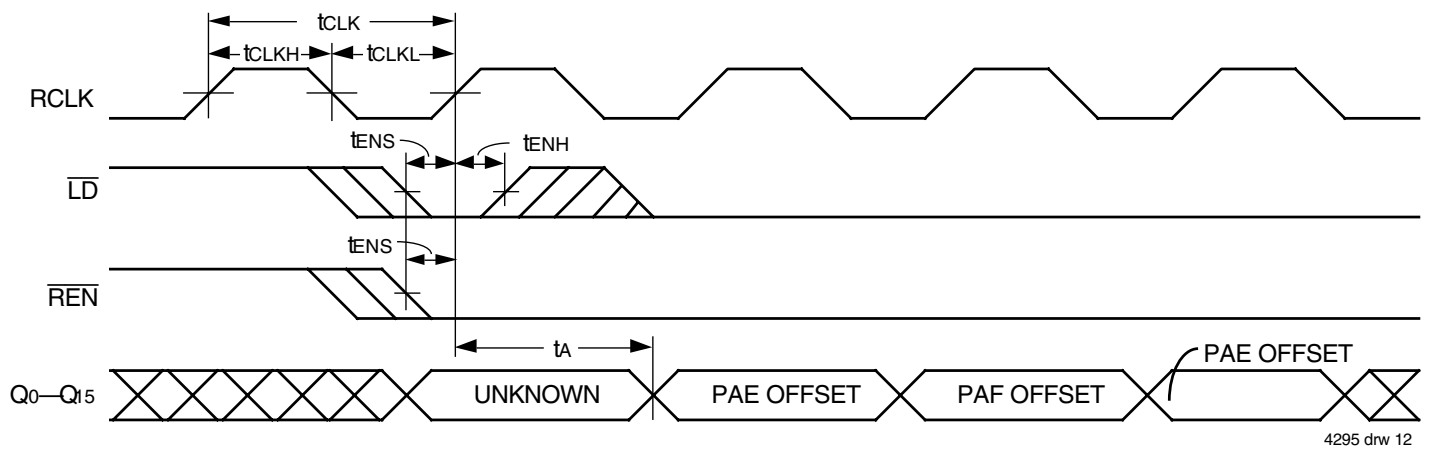 tCLK
tCLKH
tCLKL
RCLK
tENS
tENH
LD
tENS
REN
tA
PAE OFFSET
Q0—Q15
UNKNOWN
PAE OFFSET
PAF OFFSET
4295 drw 12